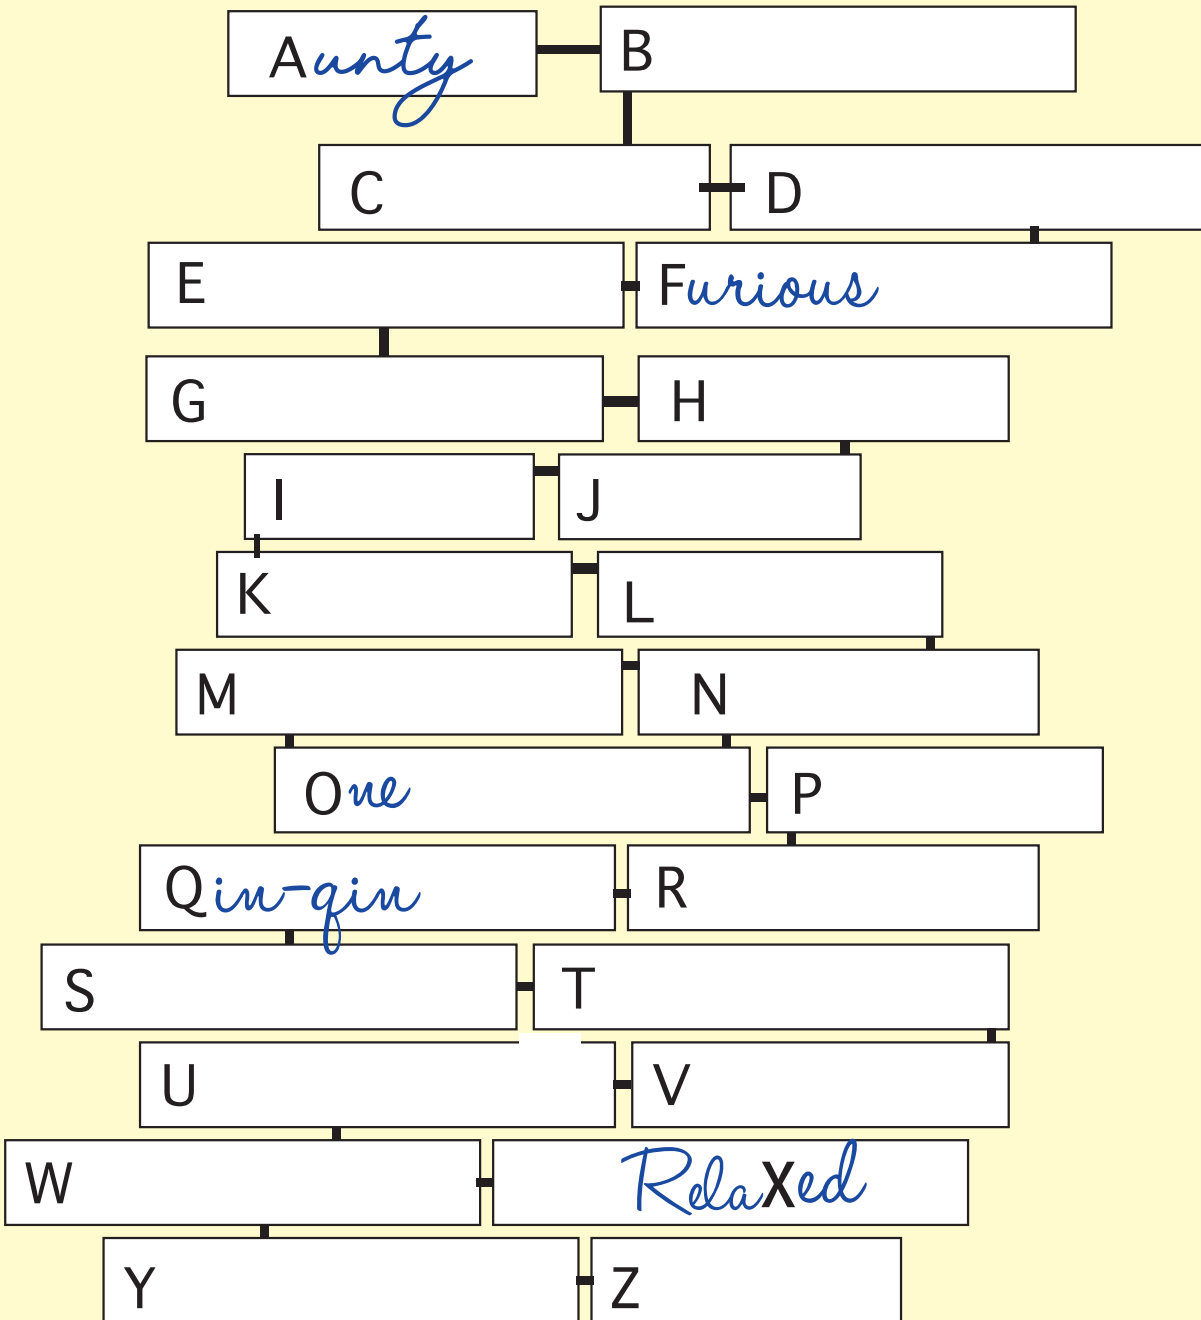 Aunty B
C D
E Furious
G H
I J
K L
M N
One P
Qin-qin R
S T
U V
W RelaXed
Y Z